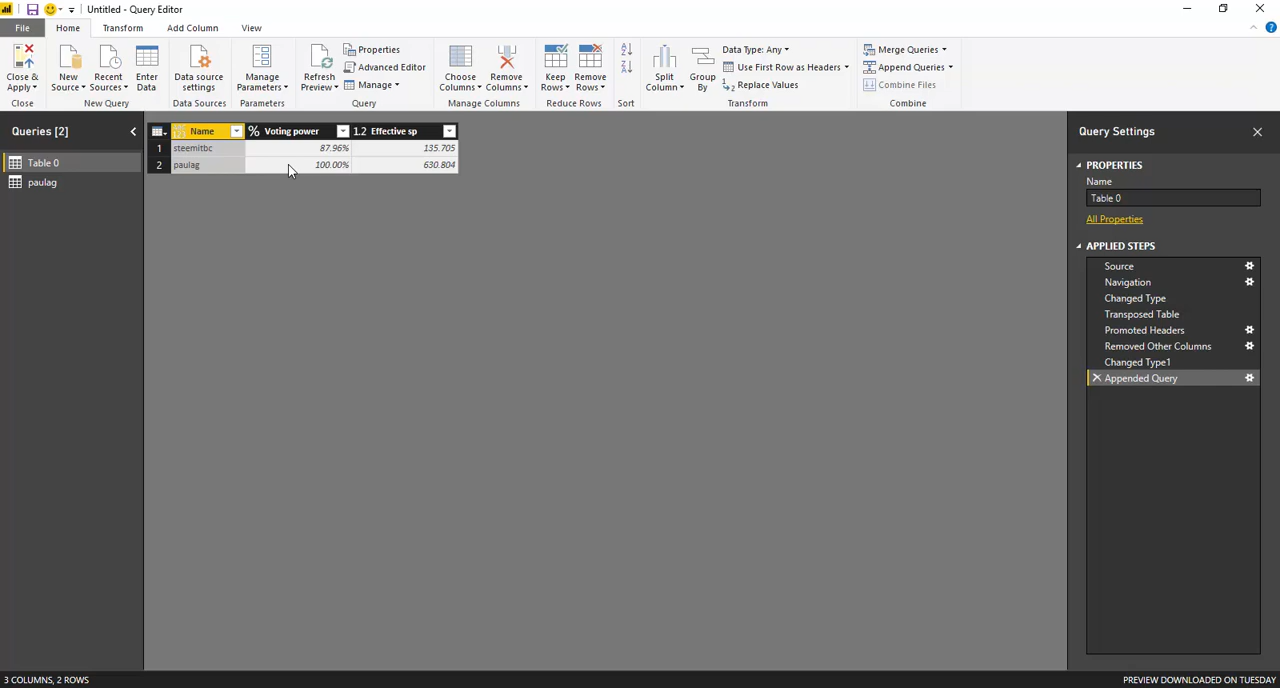 Untitled - Query Editor
File Home Transform Add Column View
Close & Apply
New Source
Recent Sources
Enter Data
Data source settings
Manage Parameters
Refresh Preview
Properties
Advanced Editor
Manage
Choose Columns
Remove Columns
Keep Rows
Remove Rows
Split Column
Group By
Data Type: Any
Use First Row as Headers
Replace Values
Merge Queries
Append Queries
Combine Files
Close New Query Data Sources Parameters Query Manage Columns Reduce Rows Sort Transform Combine
Queries [2]
Table 0
paulag
ABC 123 Name % Voting power 1.2 Effective sp
1 steemitbc 87.96% 135.705
2 paulag 100.00% 630.804
Query Settings
PROPERTIES
Name
Table 0
All Properties
APPLIED STEPS
Source
Navigation
Changed Type
Transposed Table
Promoted Headers
Removed Other Columns
Changed Type1
Appended Query
3 COLUMNS, 2 ROWS
PREVIEW DOWNLOADED ON TUESDAY